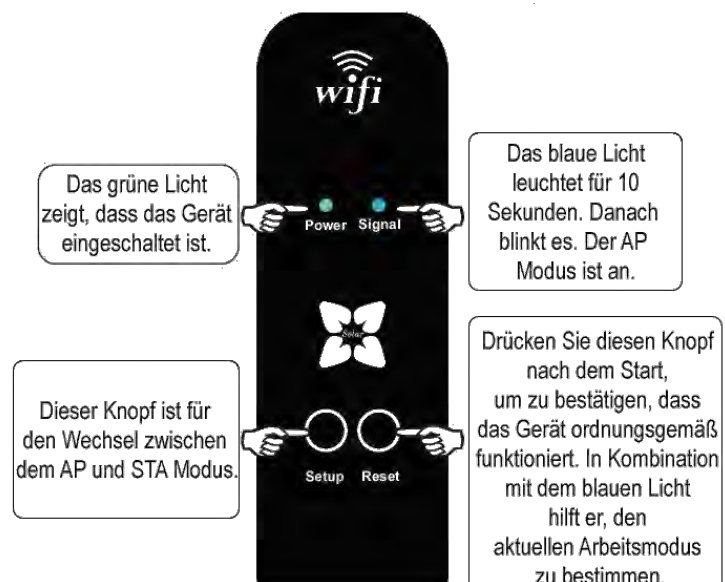 wifi
Das grüne Licht
zeigt, dass das Gerät
eingeschaltet ist.
Power Signal
Das blaue Licht
leuchtet für 10
Sekunden. Danach
blinkt es. Der AP
Modus ist an.
Solar
Dieser Knopf ist für
den Wechsel zwischen
dem AP und STA Modus.
Setup Reset
Drücken Sie diesen Knopf
nach dem Start,
um zu bestätigen, dass
das Gerät ordnungsgemäß
funktioniert. In Kombination
mit dem blauen Licht
hilft er, den
aktuellen Arbeitsmodus
zu bestimmen.